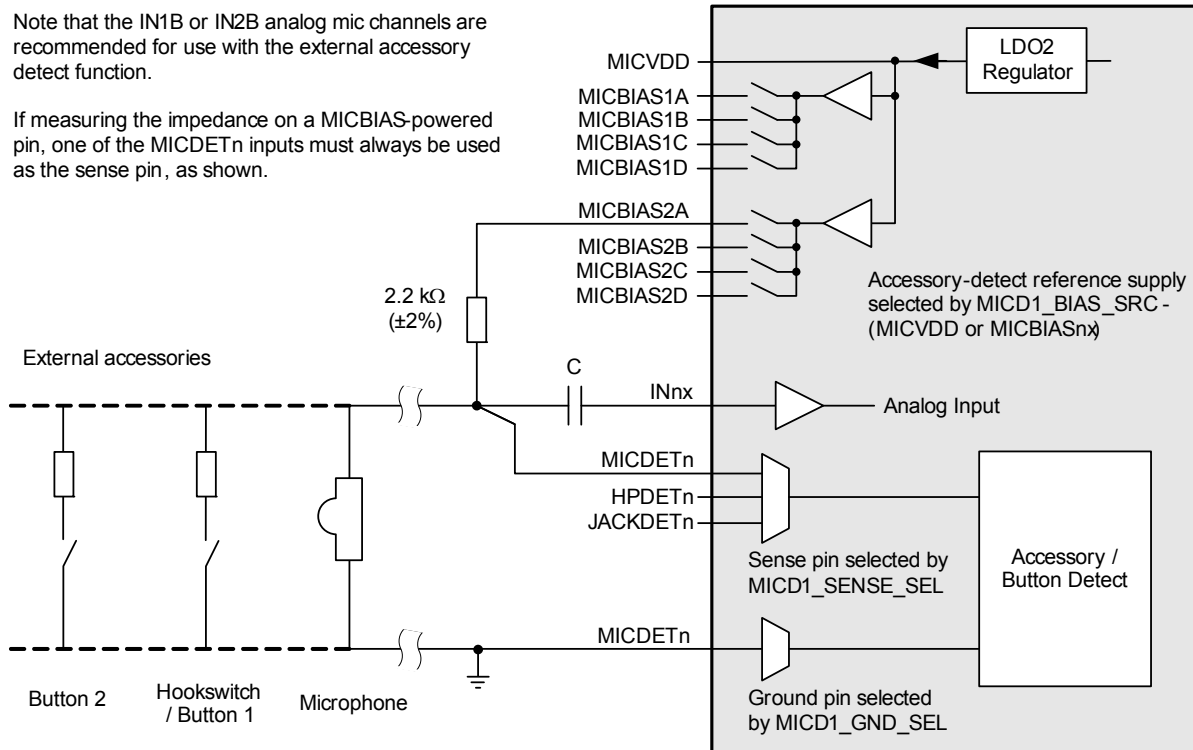 Note that the IN1B or IN2B analog mic channels are
recommended for use with the external accessory
detect function.
If measuring the impedance on a MICBIAS-powered
pin, one of the MICDETn inputs must always be used
as the sense pin, as shown.
LDO2
Regulator
MICVDD
MICBIAS1A
MICBIAS1B
MICBIAS1C
MICBIAS1D
MICBIAS2A
MICBIAS2B
MICBIAS2C
MICBIAS2D
Accessory-detect reference supply
selected by MICD1_BIAS_SRC -
(MICVDD or MICBIASnx)
2.2 kΩ
(±2%)
External accessories
C
INnx
Analog Input
MICDETn
HPDETn
JACKDETn
Sense pin selected by
MICD1_SENSE_SEL
Accessory /
Button Detect
MICDETn
Ground pin selected
by MICD1_GND_SEL
Button 2
Hookswitch
/ Button 1
Microphone